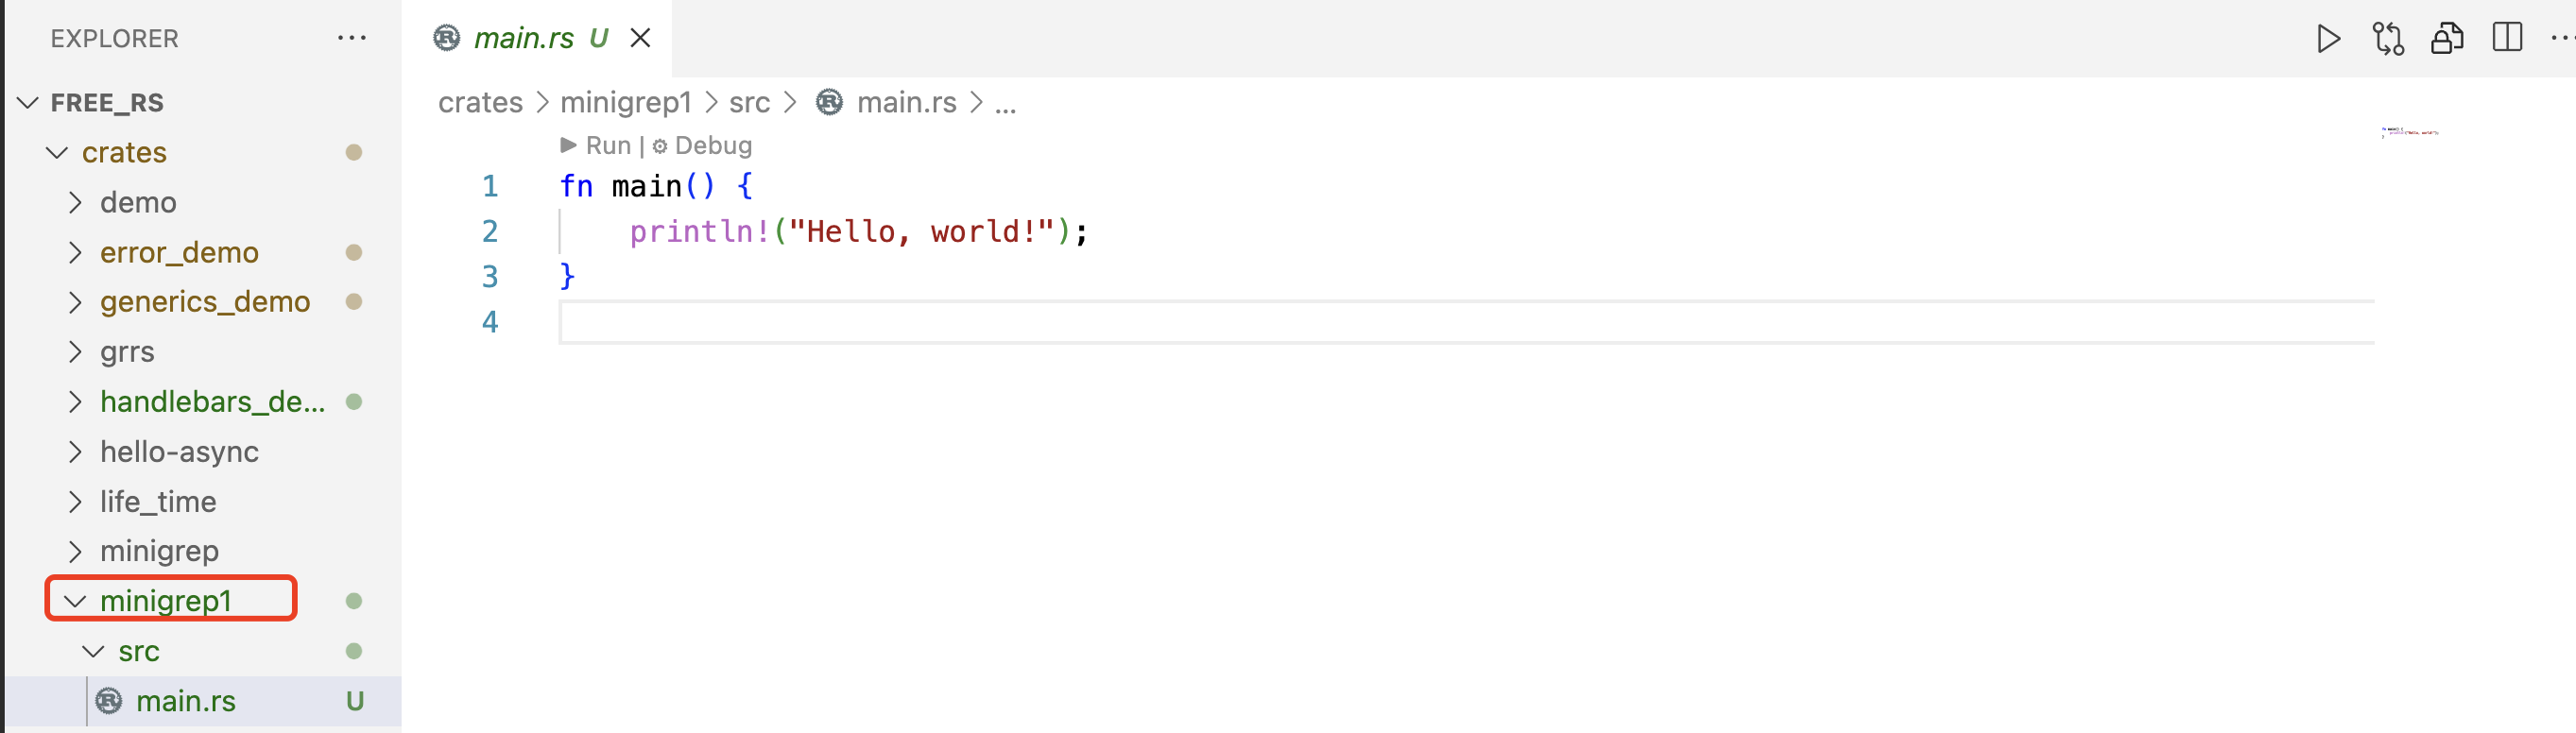 EXPLORER ...
FREE_RS
crates
demo
error_demo
generics_demo
grrs
handlebars_de...
hello-async
life_time
minigrep
minigrep1
src
main.rs U
main.rs U
crates > minigrep1 > src > main.rs > ...
Run | Debug
1 fn main() {
2     println!("Hello, world!");
3 }
4